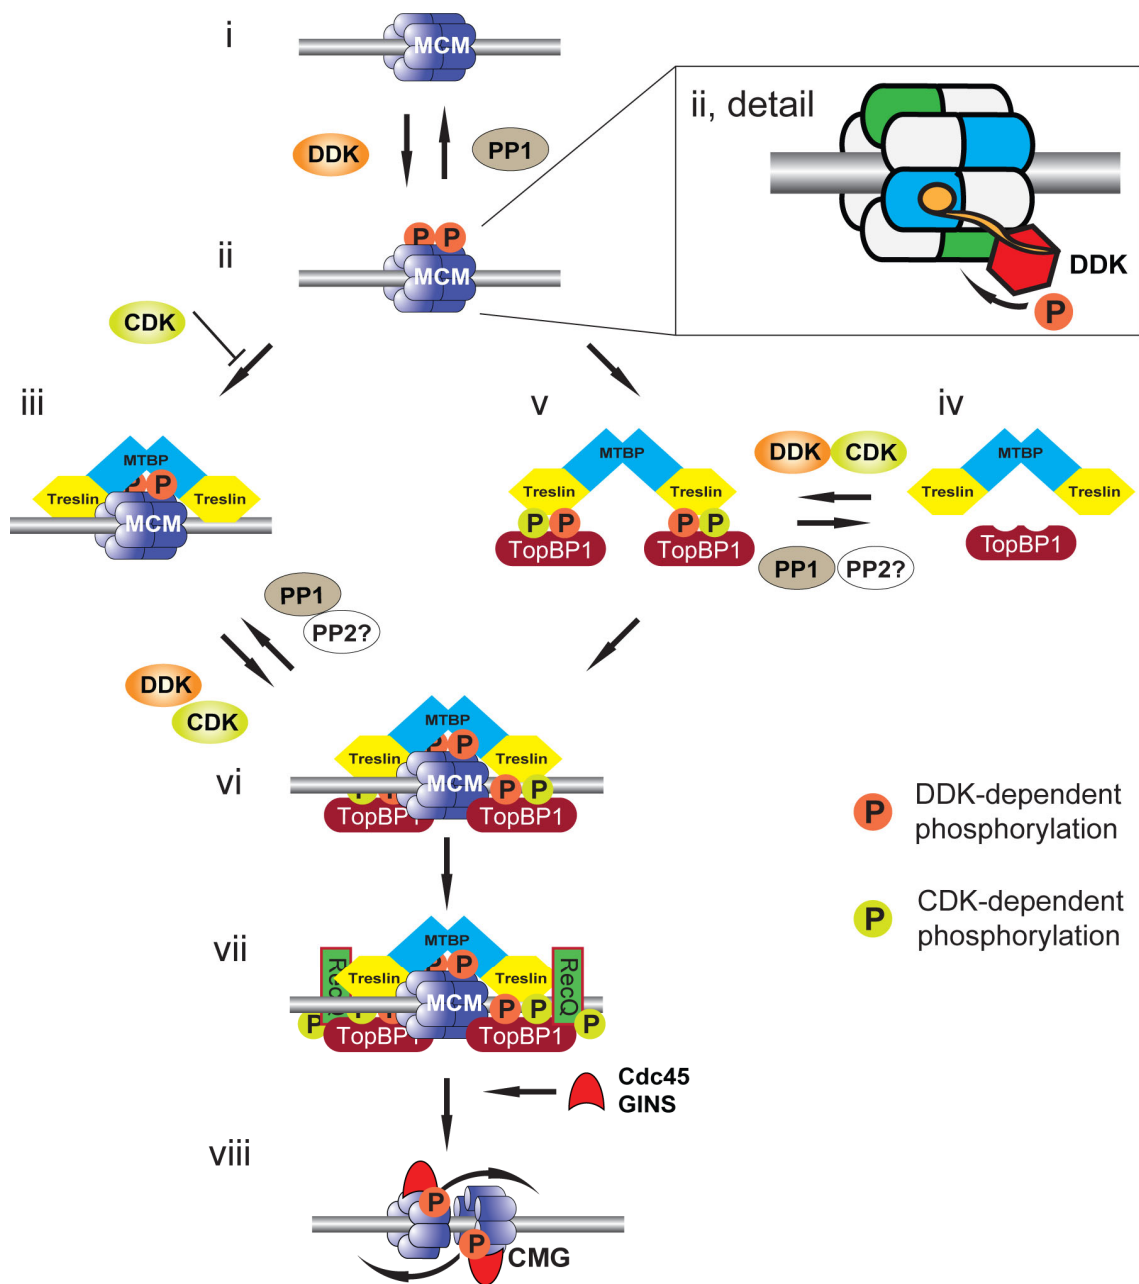 i
MCM
DDK
PP1
ii, detail
DDK
P
ii
P P
MCM
CDK
iii
MTBP
P P
Treslin Treslin
MCM
v
MTBP
Treslin Treslin
P P P P
TopBP1 TopBP1
DDK CDK
PP1 PP2?
iv
MTBP
Treslin Treslin
TopBP1
PP1
PP2?
DDK
CDK
vi
MTBP
P P
Treslin Treslin
MCM
P P P P
TopBP1 TopBP1
P DDK-dependent
phosphorylation
P CDK-dependent
phosphorylation
vii
MTBP
P P
RecQ Treslin Treslin RecQ
MCM
P P P P P P
TopBP1 TopBP1
Cdc45
GINS
viii
P
P
CMG